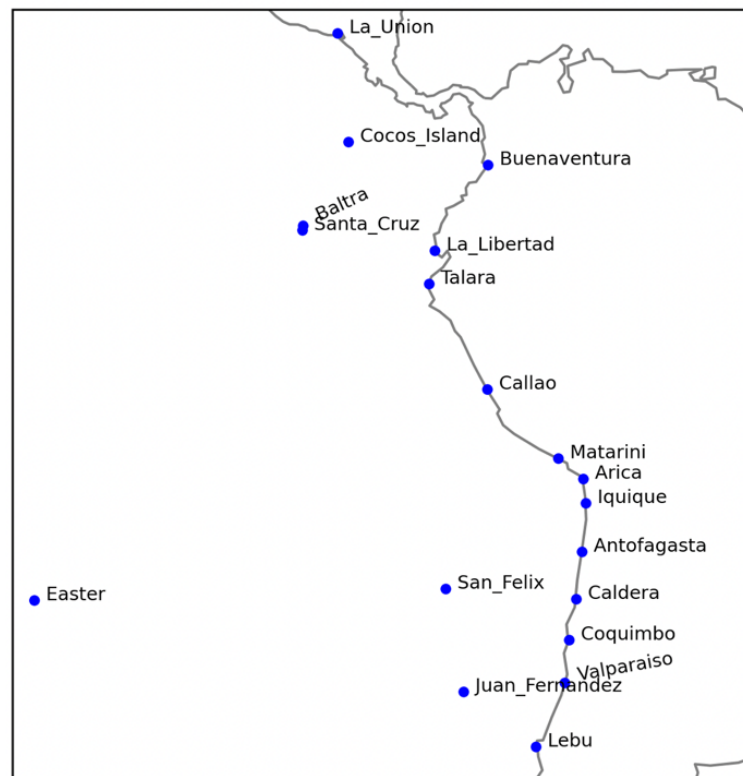 La_Union
Cocos_Island
Buenaventura
Baltra
Santa_Cruz
La_Libertad
Talara
Callao
Matarini
Arica
Iquique
Antofagasta
San_Felix
Easter
Caldera
Coquimbo
Valparaiso
Juan_Fernandez
Lebu